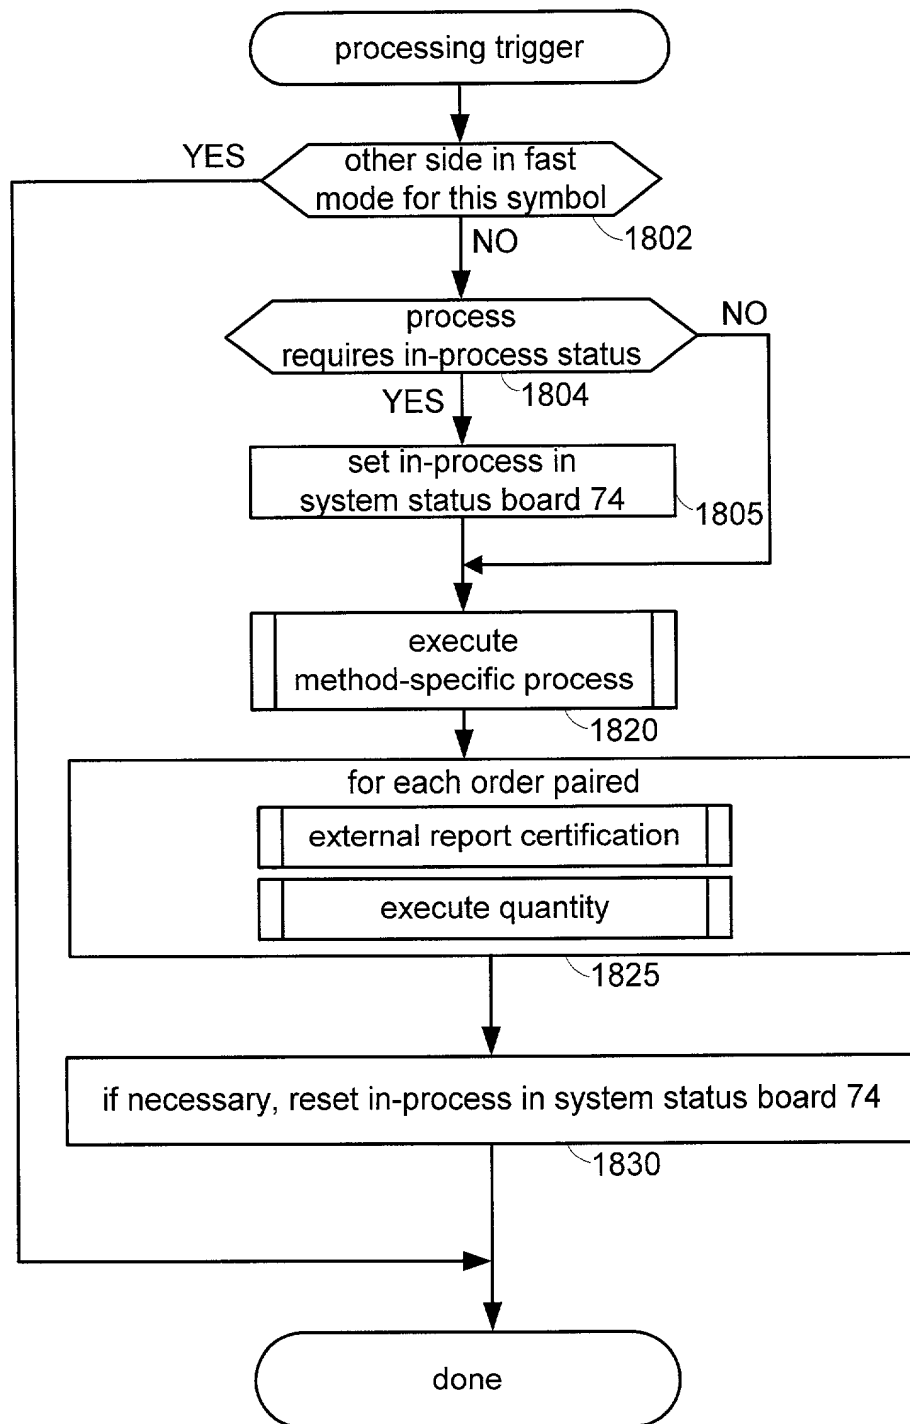 processing trigger
YES
other side in fast
mode for this symbol
1802
NO
process
requires in-process status
NO
1804
YES
set in-process in
system status board 74
1805
execute
method-specific process
1820
for each order paired
external report certification
execute quantity
1825
if necessary, reset in-process in system status board 74
1830
done